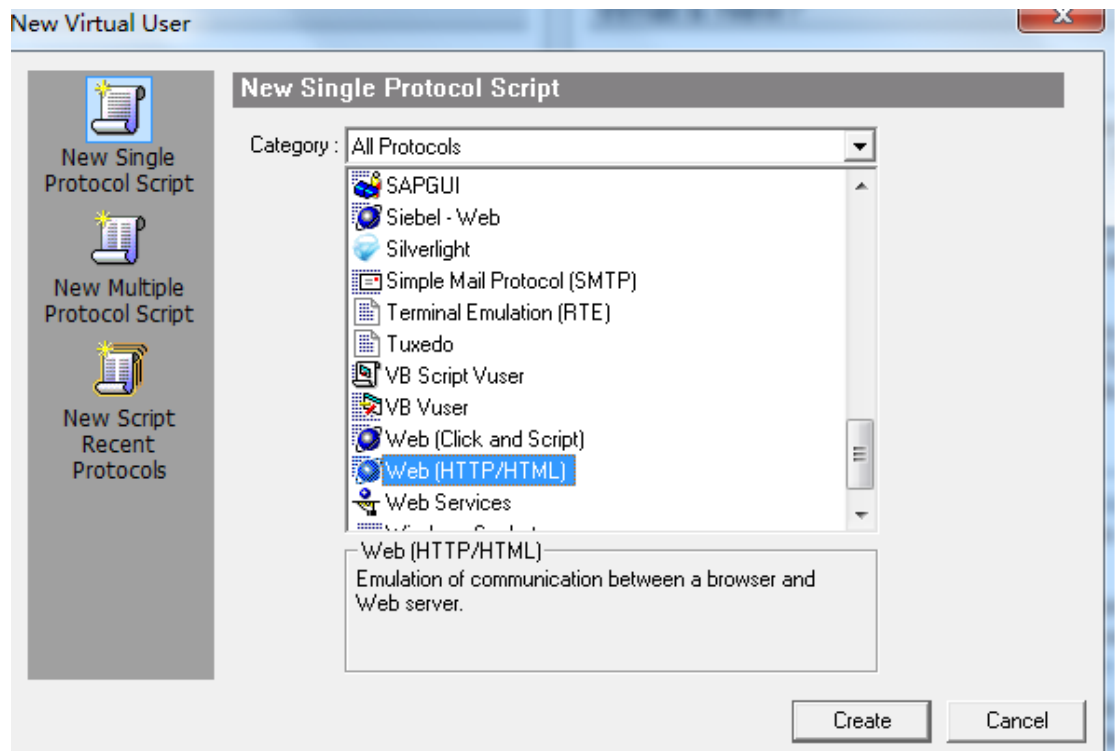 New Virtual User
New Single
Protocol Script
New Multiple
Protocol Script
New Script
Recent
Protocols
New Single Protocol Script
Category :
All Protocols
SAPGUI
Siebel - Web
Silverlight
Simple Mail Protocol (SMTP)
Terminal Emulation (RTE)
Tuxedo
VB Script Vuser
VB Vuser
Web (Click and Script)
Web (HTTP/HTML)
Web Services
Web (HTTP/HTML)
Emulation of communication between a browser and
Web server.
Create
Cancel